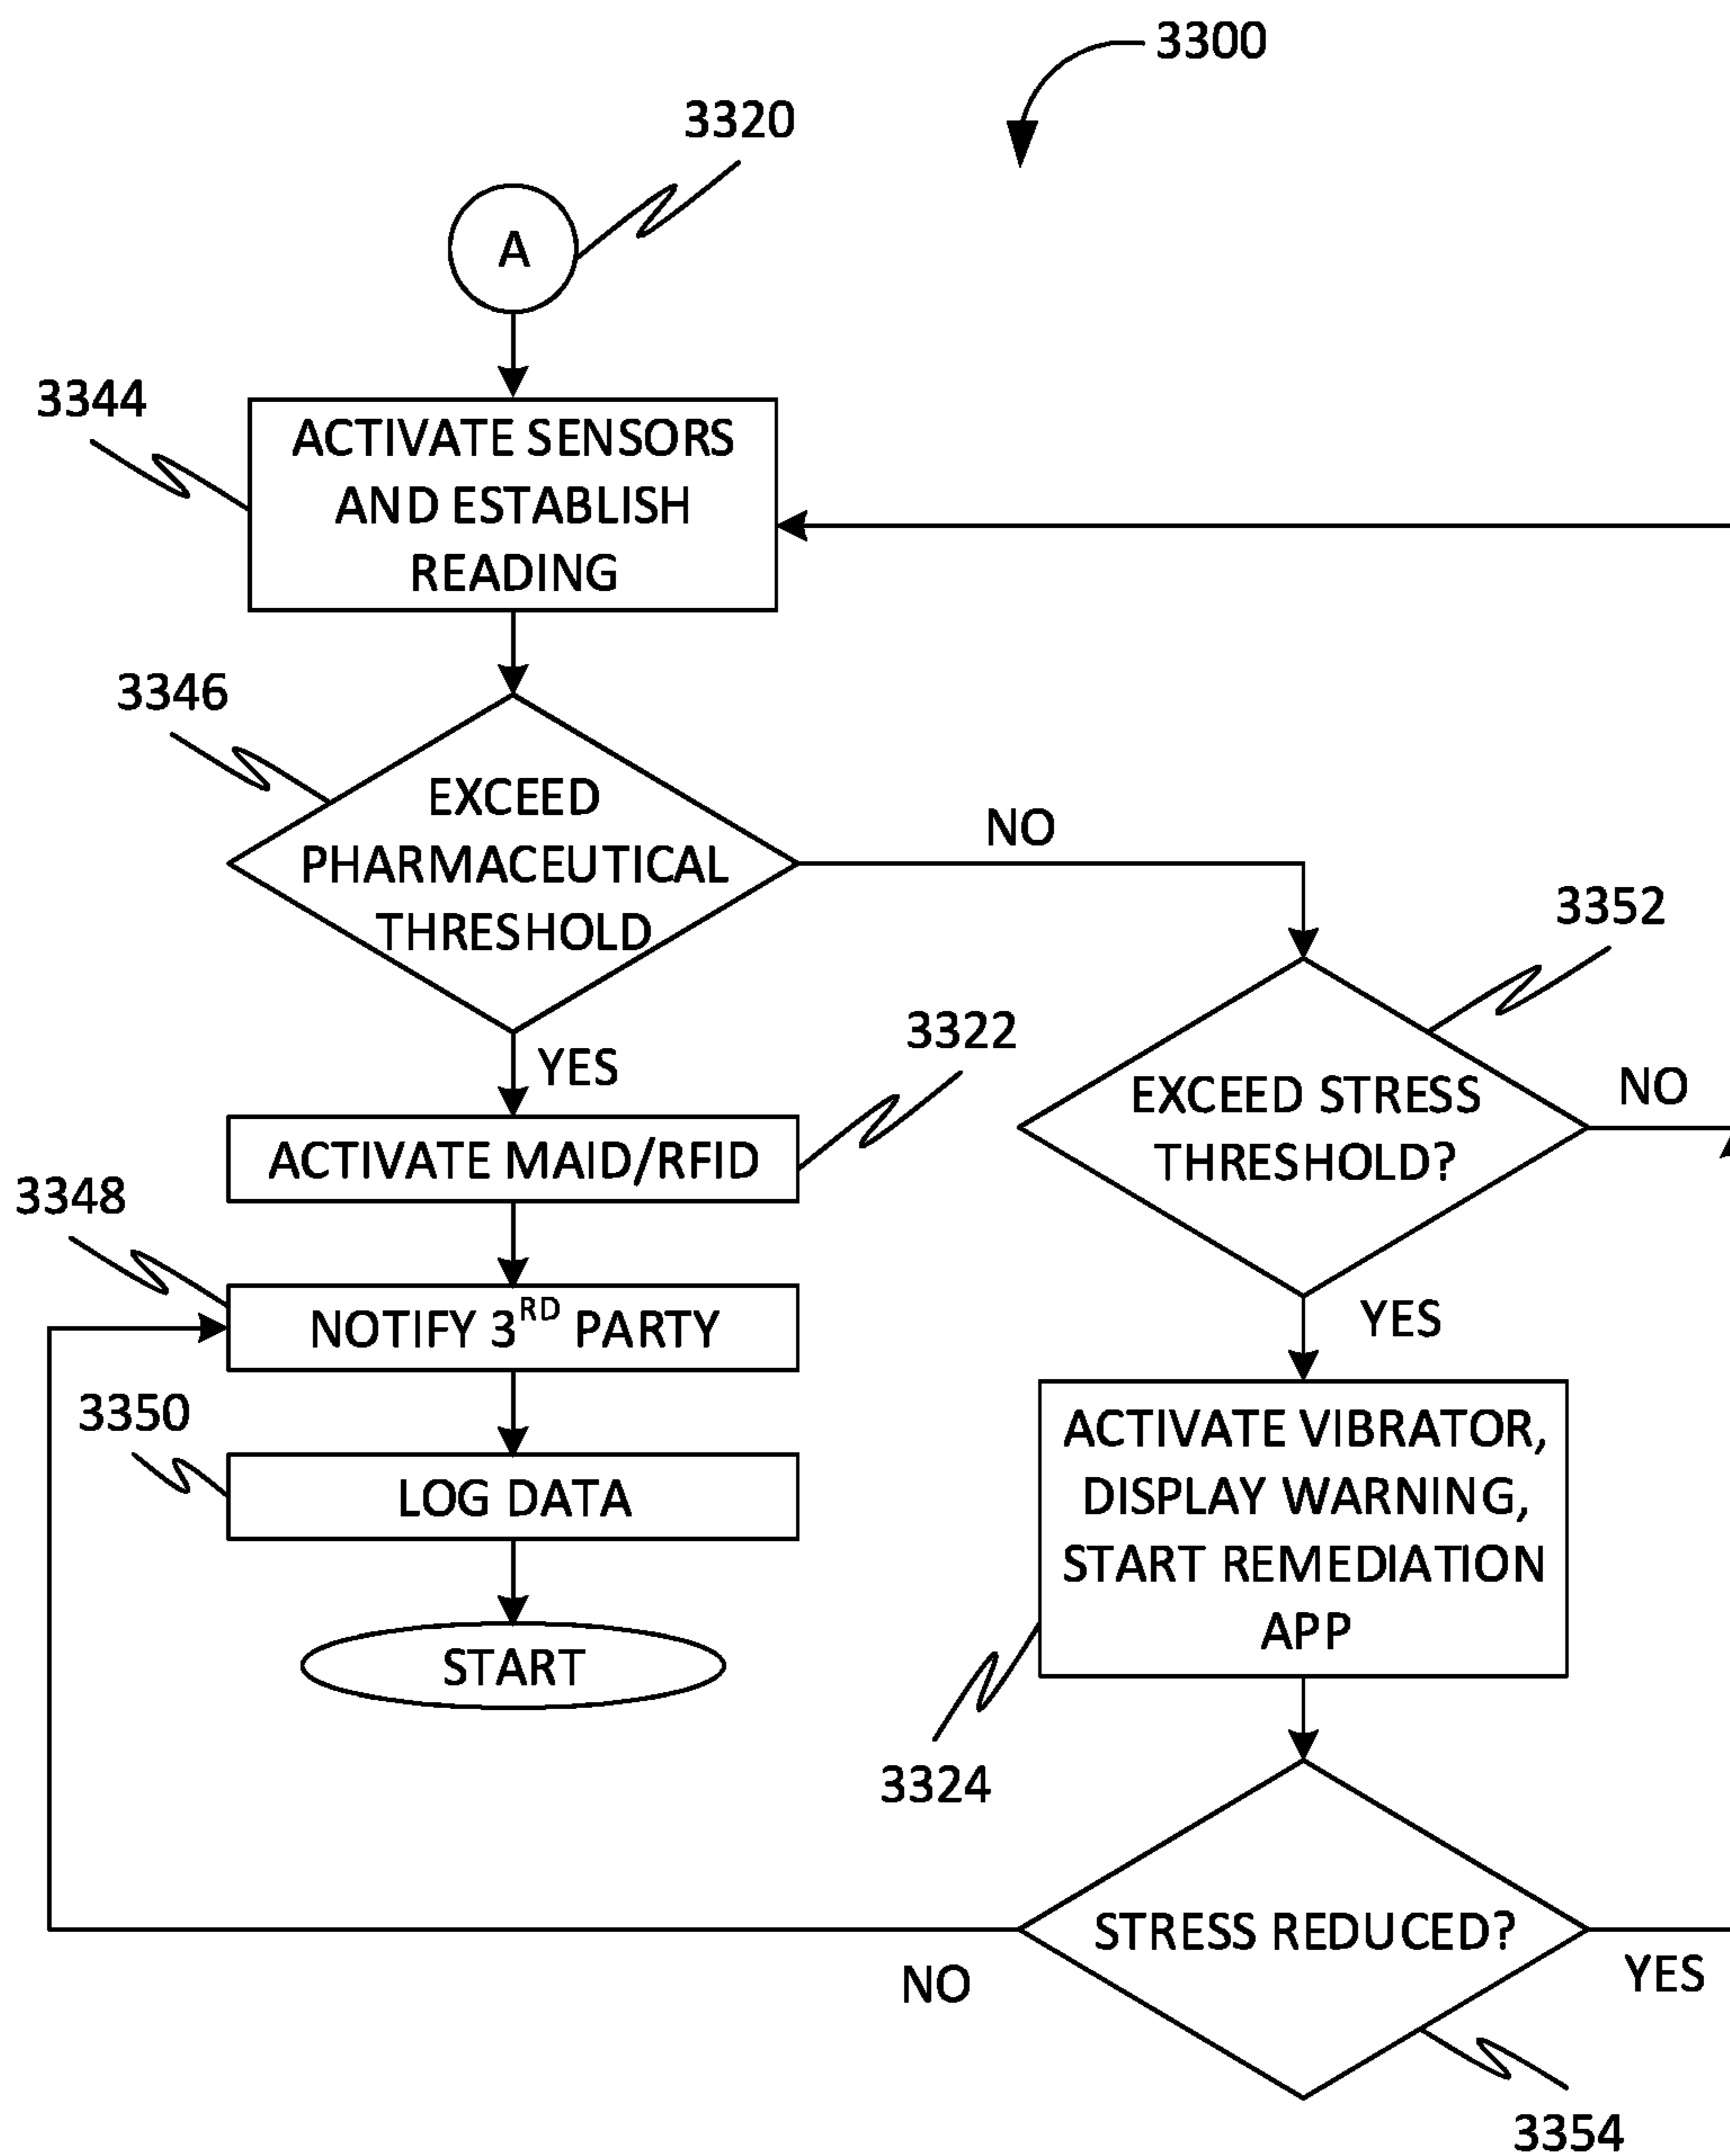 3300
3320
A
3344
ACTIVATE SENSORS
AND ESTABLISH
READING
3346
EXCEED
PHARMACEUTICAL
THRESHOLD
NO
3352
EXCEED STRESS
THRESHOLD?
NO
YES
3322
ACTIVATE MAID/RFID
3348
NOTIFY 3RD PARTY
YES
3350
LOG DATA
ACTIVATE VIBRATOR,
DISPLAY WARNING,
START REMEDIATION
APP
START
3324
STRESS REDUCED?
NO
YES
3354